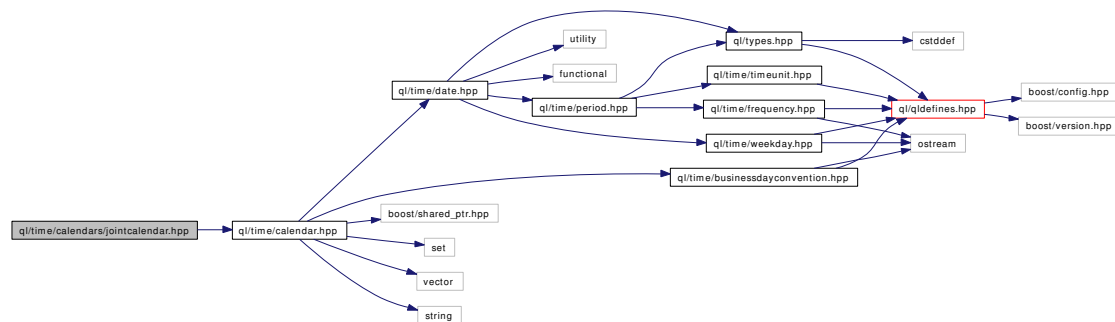 ql/types.hpp
cstddef
utility
functional
ql/time/timeunit.hpp
ql/time/date.hpp
boost/config.hpp
ql/time/period.hpp
ql/time/frequency.hpp
ql/qldefines.hpp
boost/version.hpp
ql/time/weekday.hpp
ostream
ql/time/businessdayconvention.hpp
boost/shared_ptr.hpp
ql/time/calendars/jointcalendar.hpp
ql/time/calendar.hpp
set
vector
string